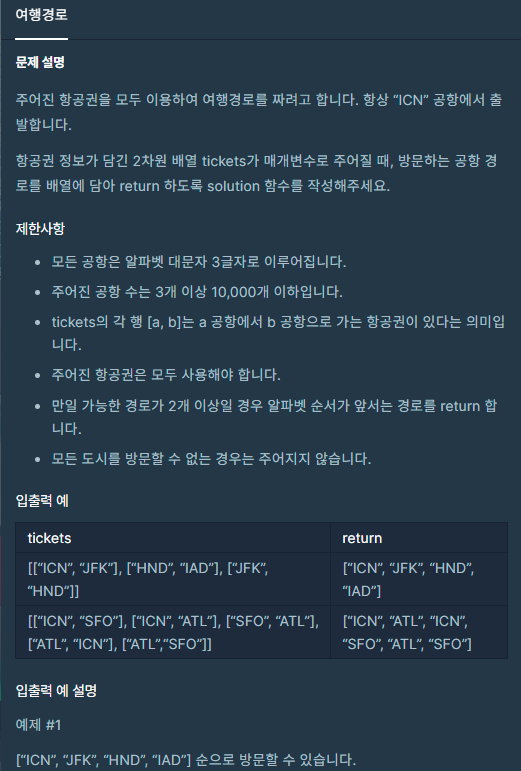 여행경로
문제 설명
주어진 항공권을 모두 이용하여 여행경로를 짜려고 합니다. 항상 “ICN” 공항에서 출
발합니다.
항공권 정보가 담긴 2차원 배열 tickets가 매개변수로 주어질 때, 방문하는 공항 경
로를 배열에 담아 return 하도록 solution 함수를 작성해주세요.
제한사항
• 모든 공항은 알파벳 대문자 3글자로 이루어집니다.
• 주어진 공항 수는 3개 이상 10,000개 이하입니다.
• tickets의 각 행 [a, b]는 a 공항에서 b 공항으로 가는 항공권이 있다는 의미입
니다.
• 주어진 항공권은 모두 사용해야 합니다.
• 만일 가능한 경로가 2개 이상일 경우 알파벳 순서가 앞서는 경로를 return 합
니다.
• 모든 도시를 방문할 수 없는 경우는 주어지지 않습니다.
입출력 예
tickets return
[[“ICN”, “JFK”], [“HND”, “IAD”], [“JFK”, [“ICN”, “JFK”, “HND”,
“HND”]] “IAD”]
[[“ICN”, “SFO”], [“ICN”, “ATL”], [“SFO”, “ATL”], [“ICN”, “ATL”, “ICN”,
[“ATL”, “ICN”], [“ATL”,“SFO”]] “SFO”, “ATL”, “SFO”]
입출력 예 설명
예제 #1
[“ICN”, “JFK”, “HND”, “IAD”] 순으로 방문할 수 있습니다.